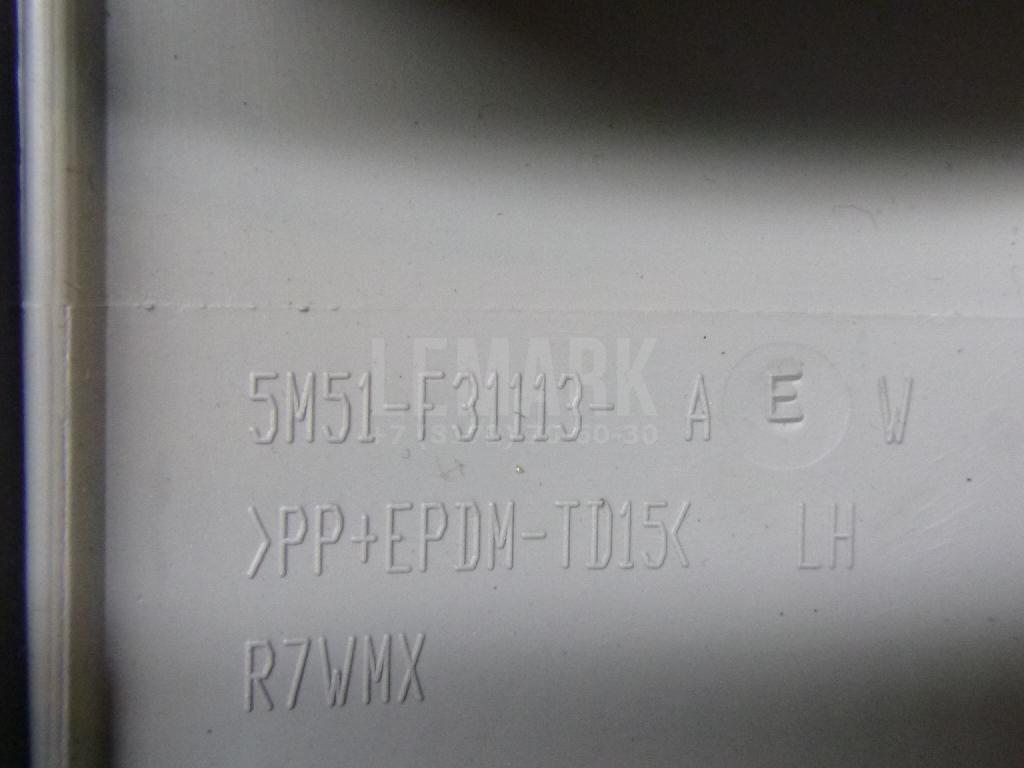 LEMARK
5M51-F31113- A E W
>PP+EPDM-TD15< LH
R7WMX